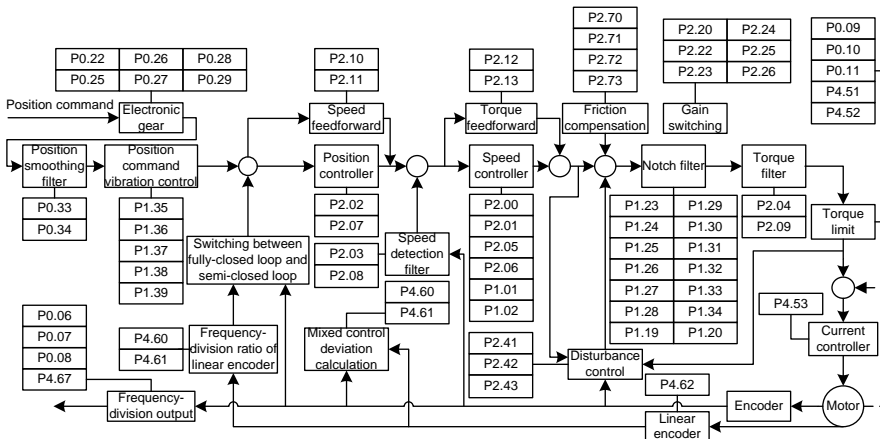 P0.22 P0.26 P0.28
P0.25 P0.27 P0.29
P2.10
P2.11
P2.12
P2.13
P2.70
P2.71
P2.72
P2.73
P2.20 P2.24
P2.22 P2.25
P2.23 P2.26
P0.09
P0.10
P0.11
P4.51
P4.52
Position command
Electronic
gear
Speed
feedforward
Torque
feedforward
Friction
compensation
Gain
switching
Position
smoothing
filter
Position
command
vibration control
Position
controller
Speed
controller
Notch filter
Torque
filter
Torque
limit
P0.33
P0.34
P1.35
P1.36
P1.37
P1.38
P1.39
Switching between
fully-closed loop and
semi-closed loop
P2.02
P2.07
P2.03
P2.08
Speed
detection
filter
P2.00
P2.01
P2.05
P2.06
P1.01
P1.02
P1.23 P1.29
P1.24 P1.30
P1.25 P1.31
P1.26 P1.32
P1.27 P1.33
P1.28 P1.34
P1.19 P1.20
P2.04
P2.09
P4.60
P4.61
P4.53
Current
controller
P0.06
P0.07
P0.08
P4.67
P4.60
P4.61
Frequency-
division ratio of
linear encoder
Mixed control
deviation
calculation
P2.41
P2.42
P2.43
Disturbance
control
P4.62
Frequency-
division output
Linear
encoder
Encoder
Motor